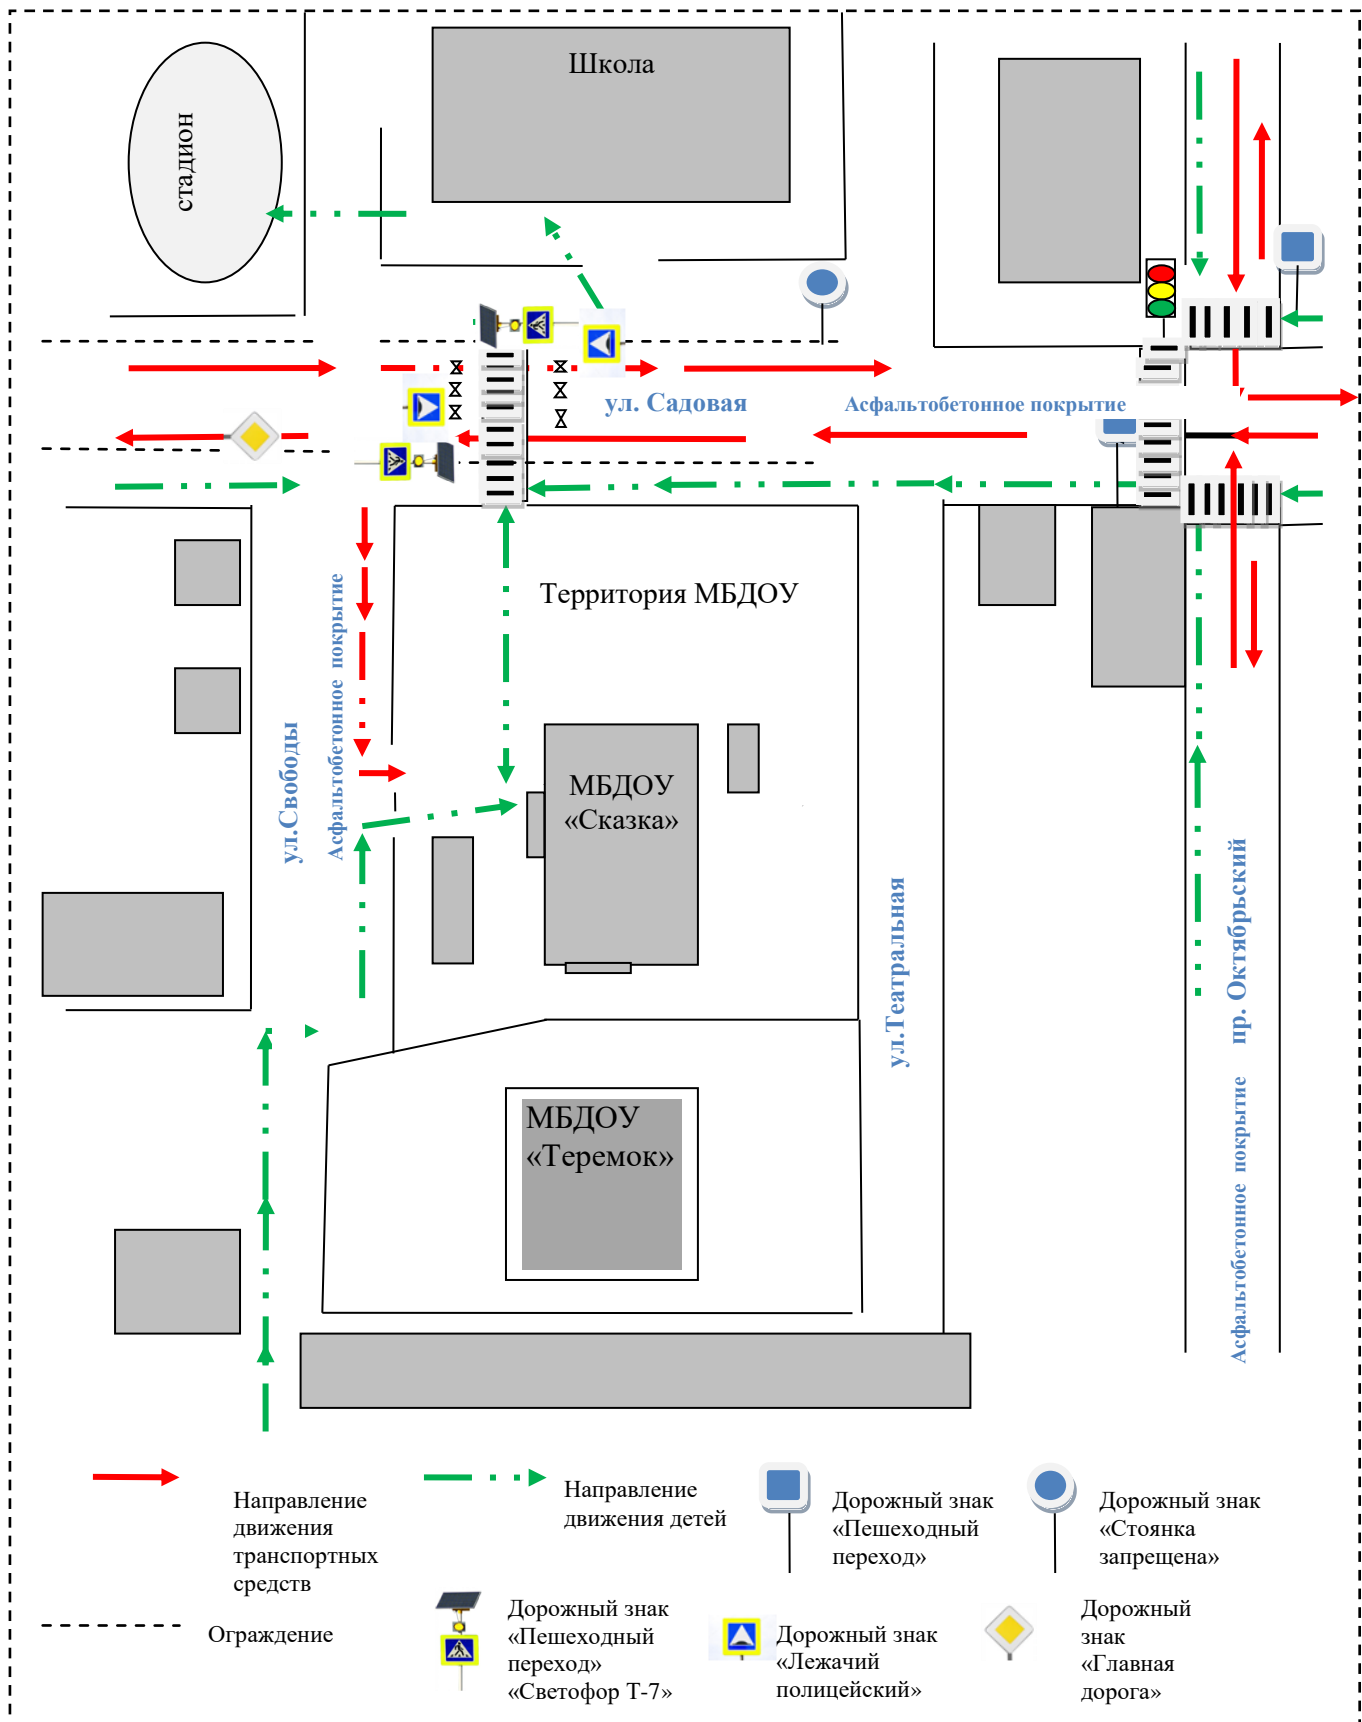 Школа
стадион
ул. Садовая
Асфальтобетонное покрытие
Территория МБДОУ
ул.Свободы
Асфальтобетонное покрытие
МБДОУ
«Сказка»
ул.Театральная
пр. Октябрьский
Асфальтобетонное покрытие
МБДОУ
«Теремок»
Направление
движения
транспортных
средств
Направление
движения детей
Дорожный знак
«Пешеходный
переход»
Дорожный знак
«Стоянка
запрещена»
Ограждение
Дорожный знак
«Пешеходный
переход»
«Светофор Т-7»
Дорожный знак
«Лежачий
полицейский»
Дорожный
знак
«Главная
дорога»